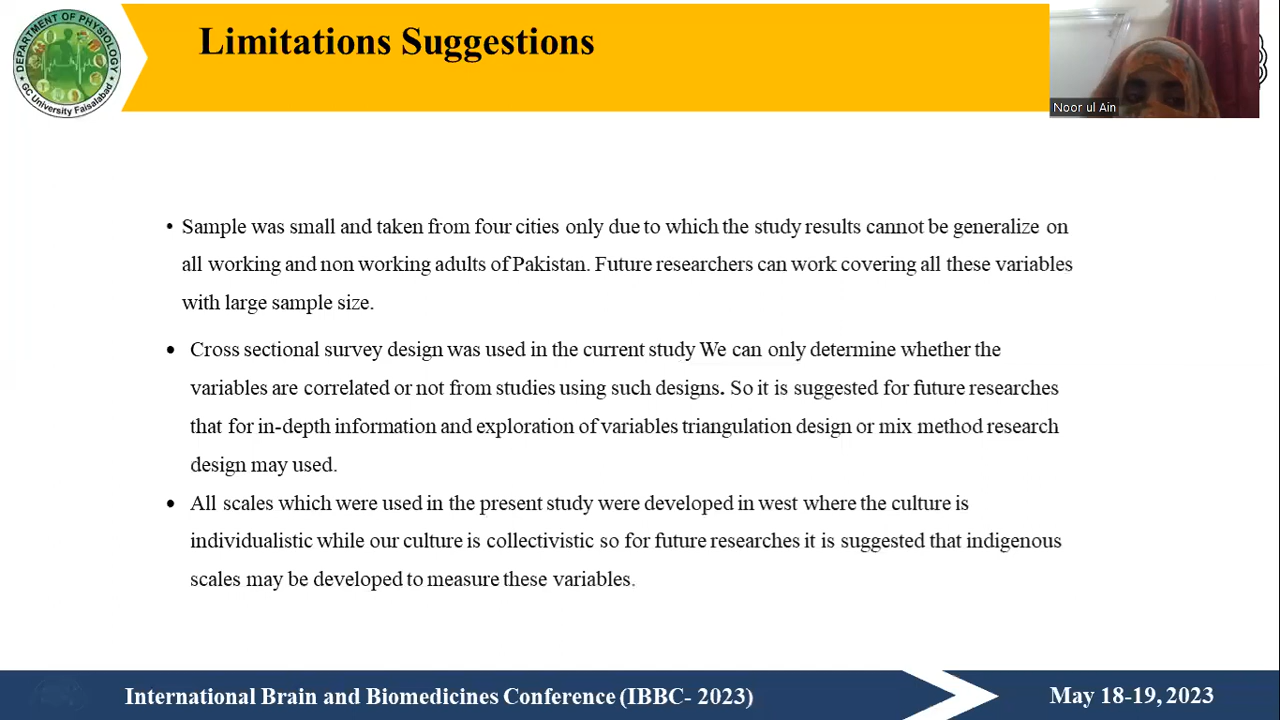 Limitations Suggestions
DEPARTMENT OF PHYSIOLOGY
GC University Faisalabad
Noor ul Ain
• Sample was small and taken from four cities only due to which the study results cannot be generalize on
all working and non working adults of Pakistan. Future researchers can work covering all these variables
with large sample size.
• Cross sectional survey design was used in the current study We can only determine whether the
variables are correlated or not from studies using such designs. So it is suggested for future researches
that for in-depth information and exploration of variables triangulation design or mix method research
design may used.
• All scales which were used in the present study were developed in west where the culture is
individualistic while our culture is collectivistic so for future researches it is suggested that indigenous
scales may be developed to measure these variables.
International Brain and Biomedicines Conference (IBBC- 2023)
May 18-19, 2023